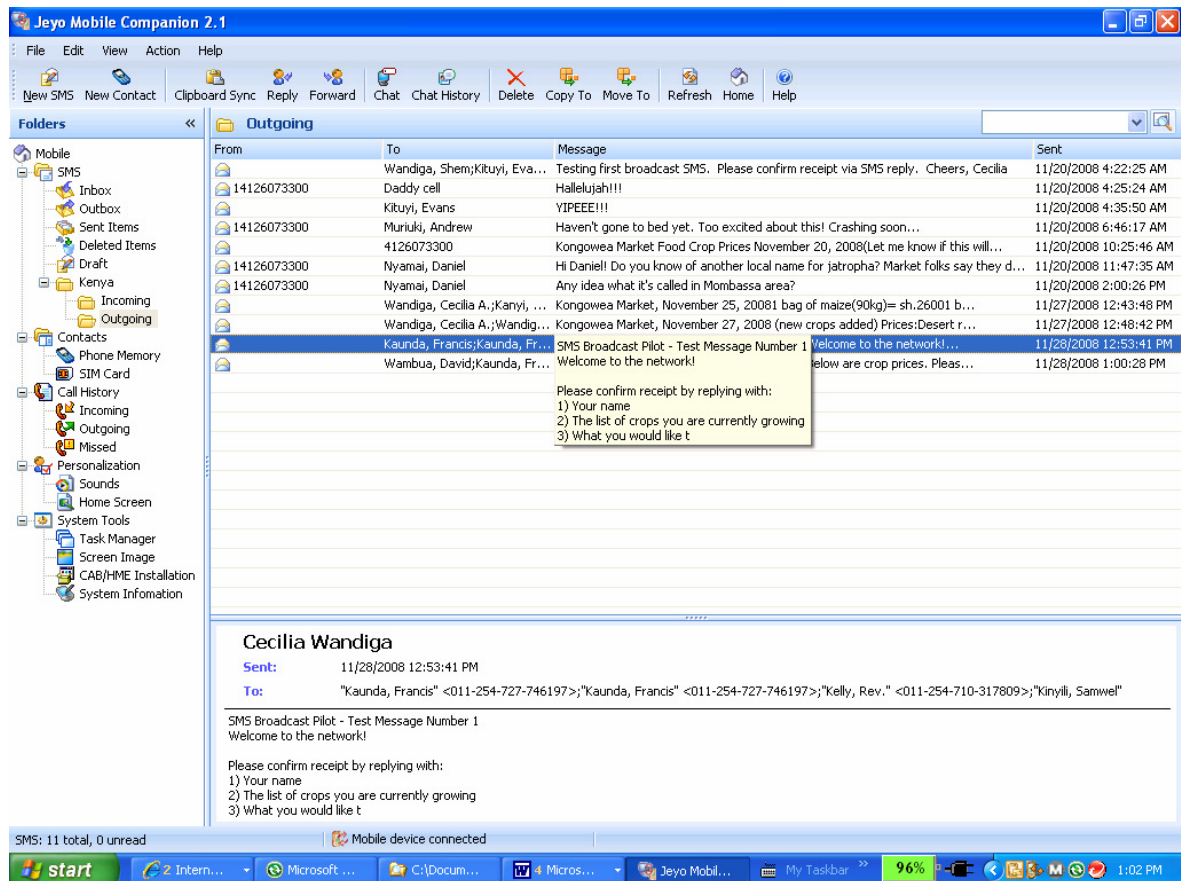 Jeyo Mobile Companion 2.1
File Edit View Action Help
New SMS New Contact Clipboard Sync Reply Forward Chat Chat History Delete Copy To Move To Refresh Home Help
Folders «
Outgoing
Mobile
SMS
Inbox
Outbox
Sent Items
Deleted Items
Draft
Kenya
Incoming
Outgoing
Contacts
Phone Memory
SIM Card
Call History
Incoming
Outgoing
Missed
Personalization
Sounds
Home Screen
System Tools
Task Manager
Screen Image
CAB/HME Installation
System Infomation
From To Message Sent
Wandiga, Shem;Kituyi, Eva... Testing first broadcast SMS. Please confirm receipt via SMS reply. Cheers, Cecilia 11/20/2008 4:22:25 AM
14126073300 Daddy cell Hallelujah!!! 11/20/2008 4:25:24 AM
Kituyi, Evans YIPEEE!!! 11/20/2008 4:35:50 AM
14126073300 Muriuki, Andrew Haven't gone to bed yet. Too excited about this! Crashing soon... 11/20/2008 6:46:17 AM
4126073300 Kongowea Market Food Crop Prices November 20, 2008(Let me know if this will... 11/20/2008 10:25:46 AM
14126073300 Nyamai, Daniel Hi Daniel! Do you know of another local name for jatropha? Market folks say they d... 11/20/2008 11:47:35 AM
14126073300 Nyamai, Daniel Any idea what it's called in Mombassa area? 11/20/2008 2:00:26 PM
Wandiga, Cecilia A.;Kanyi, ... Kongowea Market, November 25, 20081 bag of maize(90kg)= sh.26001 b... 11/27/2008 12:43:48 PM
Wandiga, Cecilia A.;Wandig... Kongowea Market, November 27, 2008 (new crops added) Prices:Desert r... 11/27/2008 12:48:42 PM
Kaunda, Francis;Kaunda, Fr... Welcome to the network!... 11/28/2008 12:53:41 PM
Wambua, David;Kaunda, Fr... Below are crop prices. Pleas... 11/28/2008 1:00:28 PM
SMS Broadcast Pilot - Test Message Number 1
Welcome to the network!
Please confirm receipt by replying with:
1) Your name
2) The list of crops you are currently growing
3) What you would like t
Cecilia Wandiga
Sent: 11/28/2008 12:53:41 PM
To: "Kaunda, Francis" <011-254-727-746197>;"Kaunda, Francis" <011-254-727-746197>;"Kelly, Rev." <011-254-710-317809>;"Kinyili, Samwel"
SMS Broadcast Pilot - Test Message Number 1
Welcome to the network!
Please confirm receipt by replying with:
1) Your name
2) The list of crops you are currently growing
3) What you would like t
SMS: 11 total, 0 unread Mobile device connected
start 2 Intern... Microsoft ... C:\Docum... 4 Micros... Jeyo Mobil... My Taskbar » 96% 1:02 PM